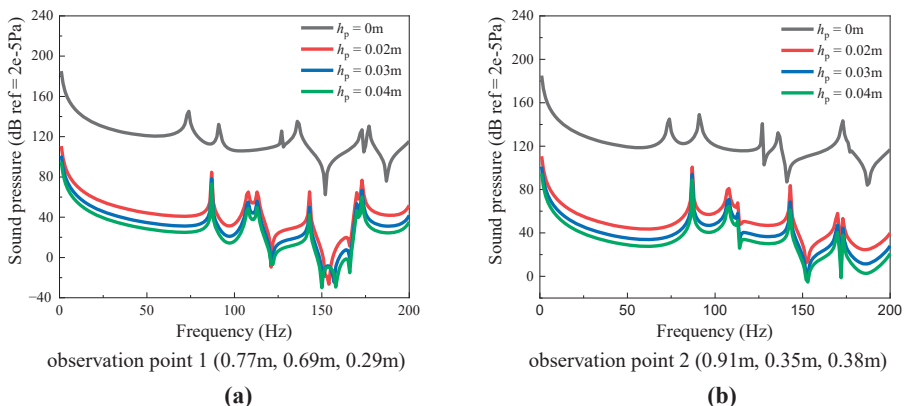 240
200
160
120
80
40
0
−40
0
50
100
150
200
Sound pressure (dB ref = 2e-5Pa)
Frequency (Hz)
hp = 0m
hp = 0.02m
hp = 0.03m
hp = 0.04m
observation point 1 (0.77m, 0.69m, 0.29m)
(a)
240
200
160
120
80
40
0
0
50
100
150
200
Sound pressure (dB ref = 2e-5Pa)
Frequency (Hz)
hp = 0m
hp = 0.02m
hp = 0.03m
hp = 0.04m
observation point 2 (0.91m, 0.35m, 0.38m)
(b)